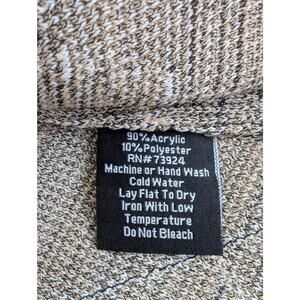 90% Acrylic
10% Polyester
RN# 73924
Machine or Hand Wash
Cold Water
Lay Flat To Dry
Iron With Low
Temperature
Do Not Bleach